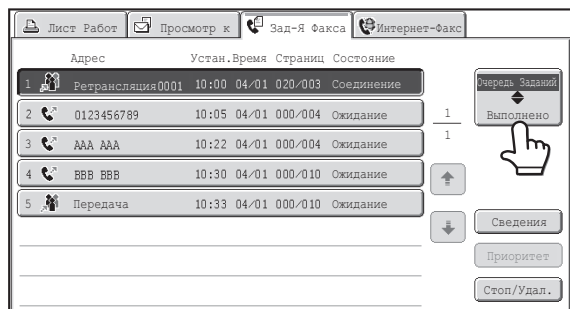 Лист Работ Просмотр к Зад-Я Факса Интернет-Факс
Адрес Устан.Время Страниц Состояние
1 Ретрансляция0001 10:00 04/01 020/003 Соединение
2 0123456789 10:05 04/01 000/004 Ожидание
3 AAA AAA 10:22 04/01 000/004 Ожидание
4 BBB BBB 10:30 04/01 000/010 Ожидание
5 Передача 10:33 04/01 000/010 Ожидание
1
1
Очередь Заданий
Выполнено
Сведения
Приоритет
Стоп/Удал.